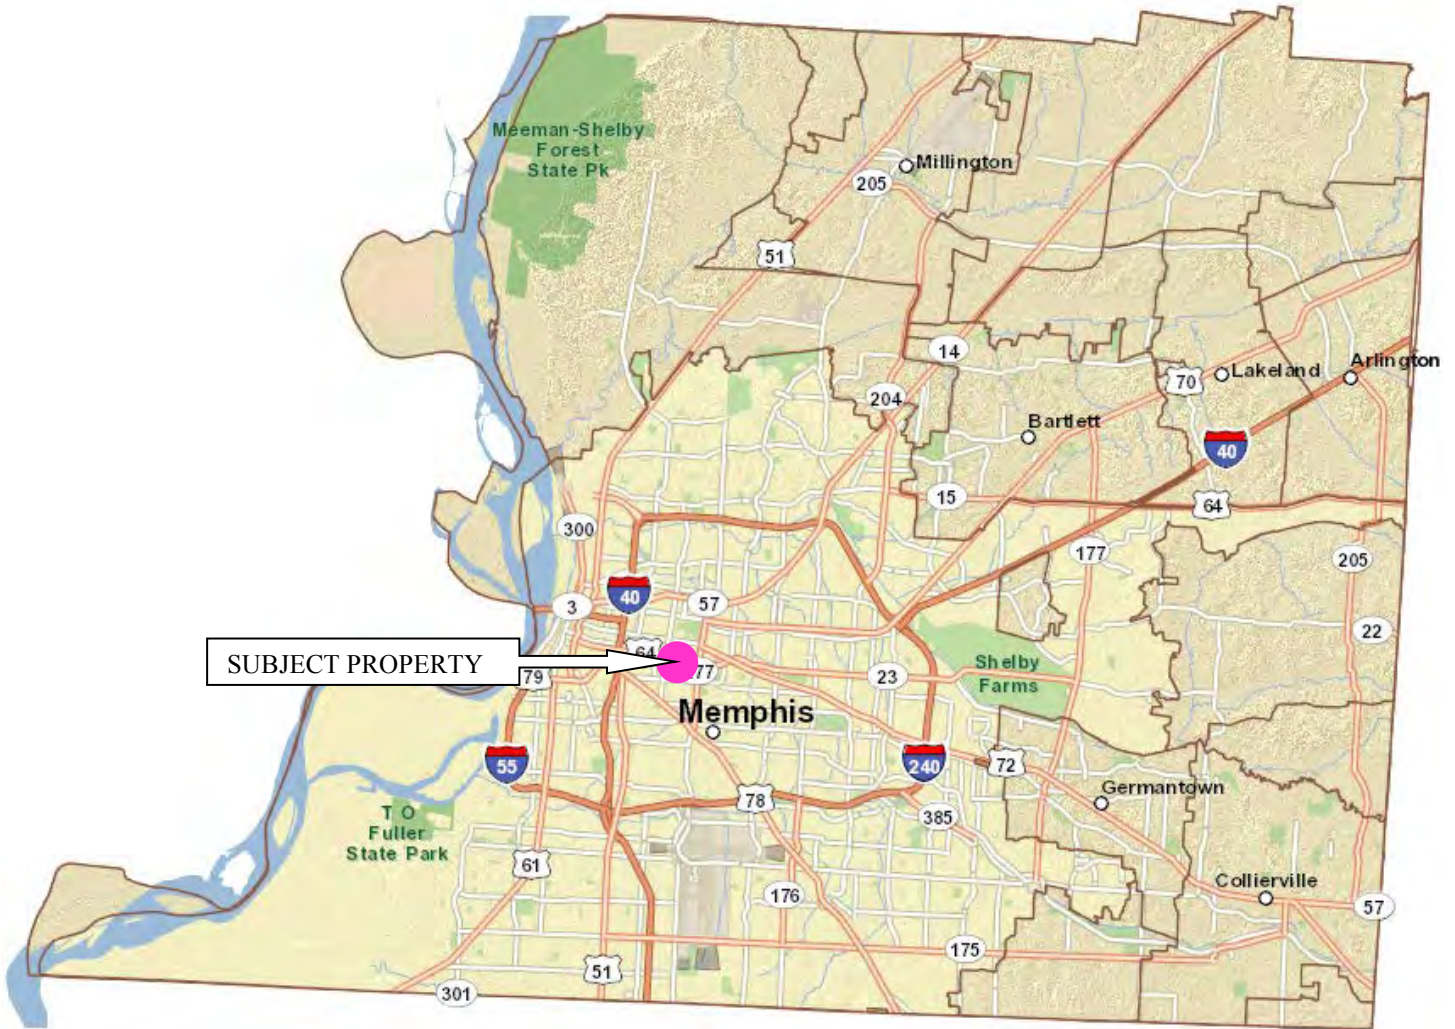 Meeman-Shelby
Forest
State Pk
Millington
205
51
14
Arlington
Lakeland
70
204
Bartlett
40
15
64
300
177
205
40
57
3
22
64
SUBJECT PROPERTY
77
79
23
Shelby
Farms
Memphis
55
240
72
78
Germantown
T O
Fuller
State Park
385
61
Collierville
176
57
175
51
301